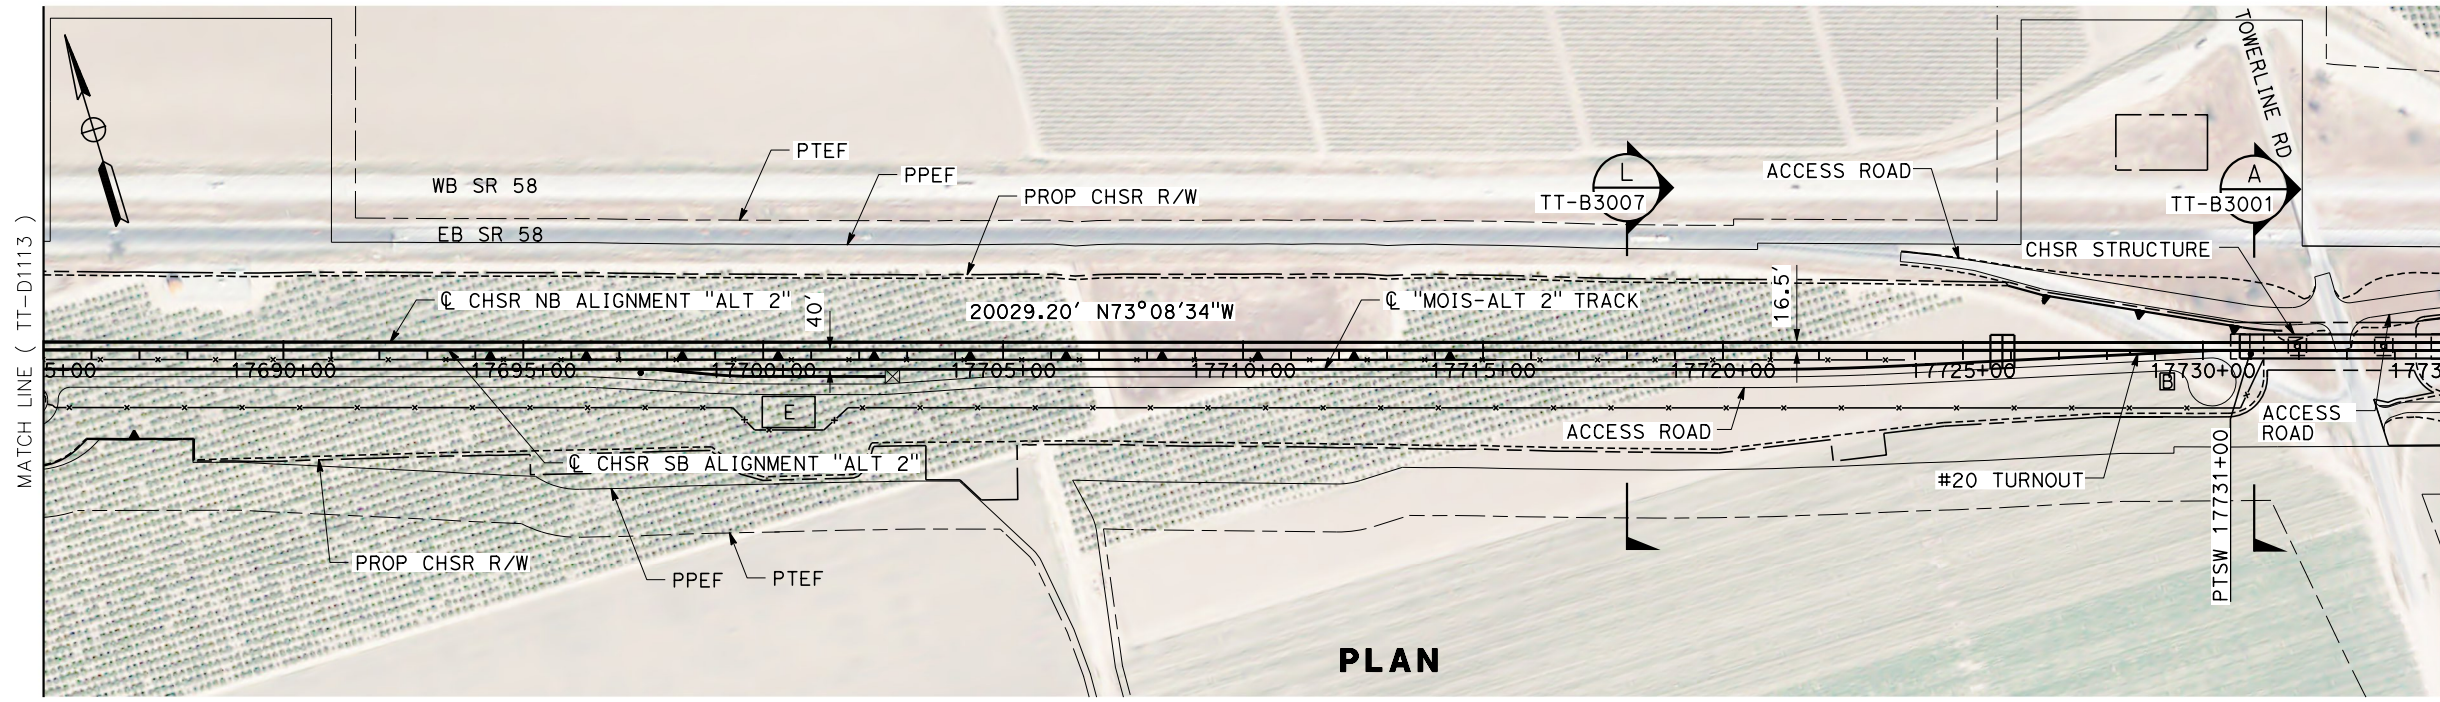 MATCH LINE ( TT-D1113 )
WB SR 58
EB SR 58
PTEF
PPEF
PROP CHSR R/W
L
TT-B3007
ACCESS ROAD
TOWERLINE RD
A
TT-B3001
CHSR STRUCTURE
℄ CHSR NB ALIGNMENT "ALT 2"
40'
20029.20' N73°08'34"W
℄ "MOIS-ALT 2" TRACK
16.5'
5+00
17690+00
17695+00
17700+00
17705+00
17710+00
17715+00
17720+00
17725+00
17730+00
1773
B
E
ACCESS ROAD
ACCESS
ROAD
℄ CHSR SB ALIGNMENT "ALT 2"
#20 TURNOUT
PTSW 17731+00
PROP CHSR R/W
PPEF
PTEF
PLAN